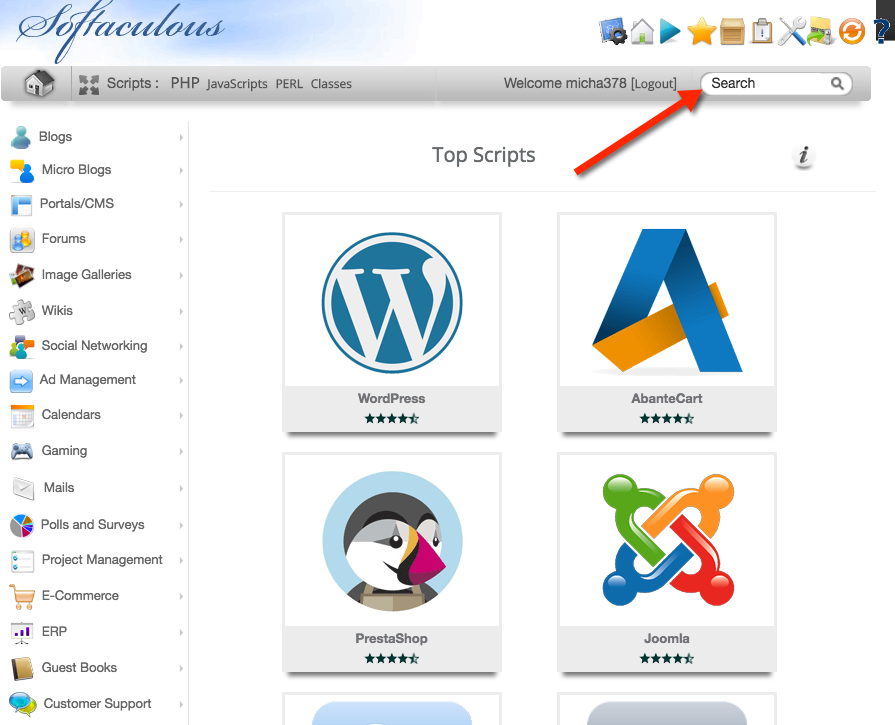 Softaculous
Scripts : PHP JavaScripts PERL Classes Welcome micha378 [Logout] Search
Blogs
Micro Blogs
Portals/CMS
Forums
Image Galleries
Wikis
Social Networking
Ad Management
Calendars
Gaming
Mails
Polls and Surveys
Project Management
E-Commerce
ERP
Guest Books
Customer Support
Top Scripts
WordPress
AbanteCart
PrestaShop
Joomla